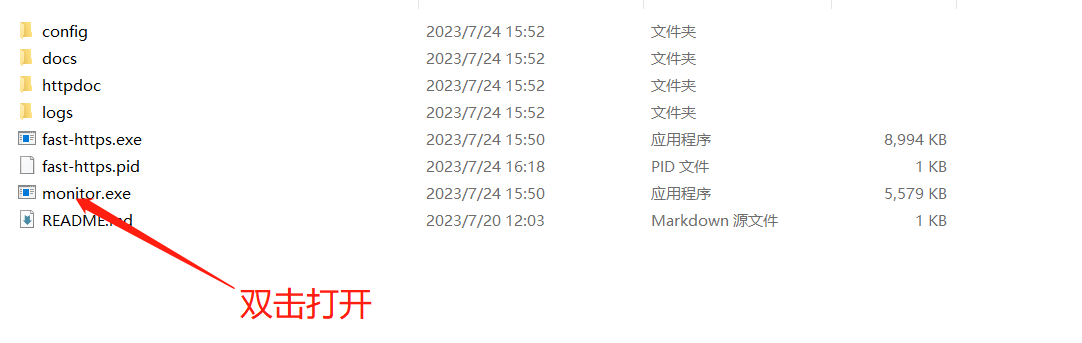 config 2023/7/24 15:52 文件夹
docs 2023/7/24 15:52 文件夹
httpdoc 2023/7/24 15:52 文件夹
logs 2023/7/24 15:52 文件夹
fast-https.exe 2023/7/24 15:50 应用程序 8,994 KB
fast-https.pid 2023/7/24 16:18 PID 文件 1 KB
monitor.exe 2023/7/24 15:50 应用程序 5,579 KB
README.md 2023/7/20 12:03 Markdown 源文件 1 KB
双击打开